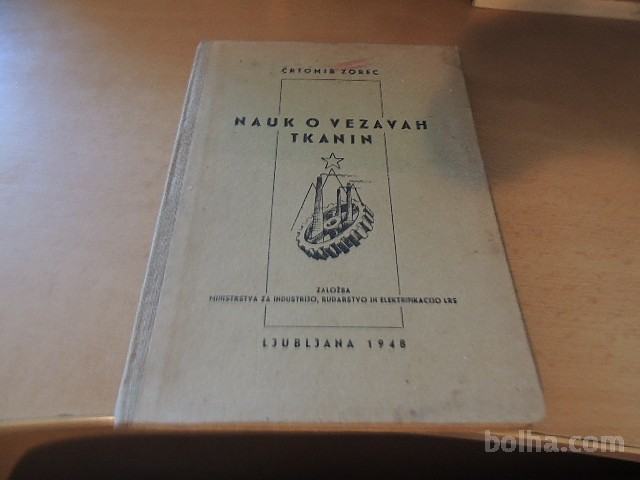 ČRTOMIR ZOREC
NAUK O VEZAVAH
TKANIN
ZALOŽBA
MINISTRSTVA ZA INDUSTRIJO, RUDARSTVO IN ELEKTRIFIKACIJO LRS
LJUBLJANA 1948
bolha.com